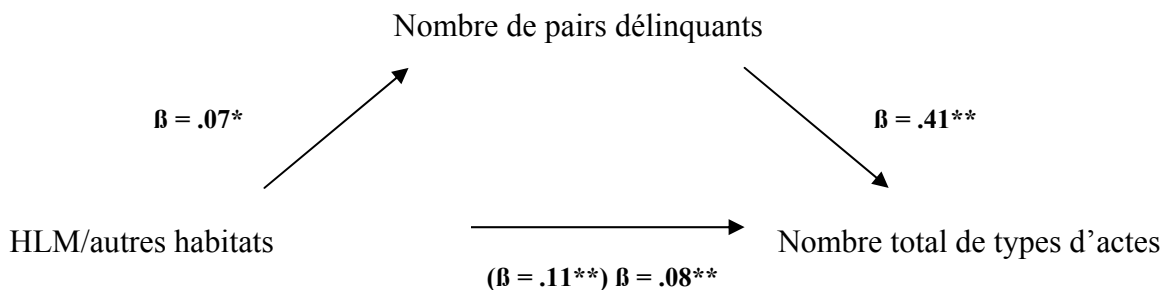 Nombre de pairs délinquants
ß = .07*
ß = .41**
HLM/autres habitats
Nombre total de types d’actes
(ß = .11**) ß = .08**